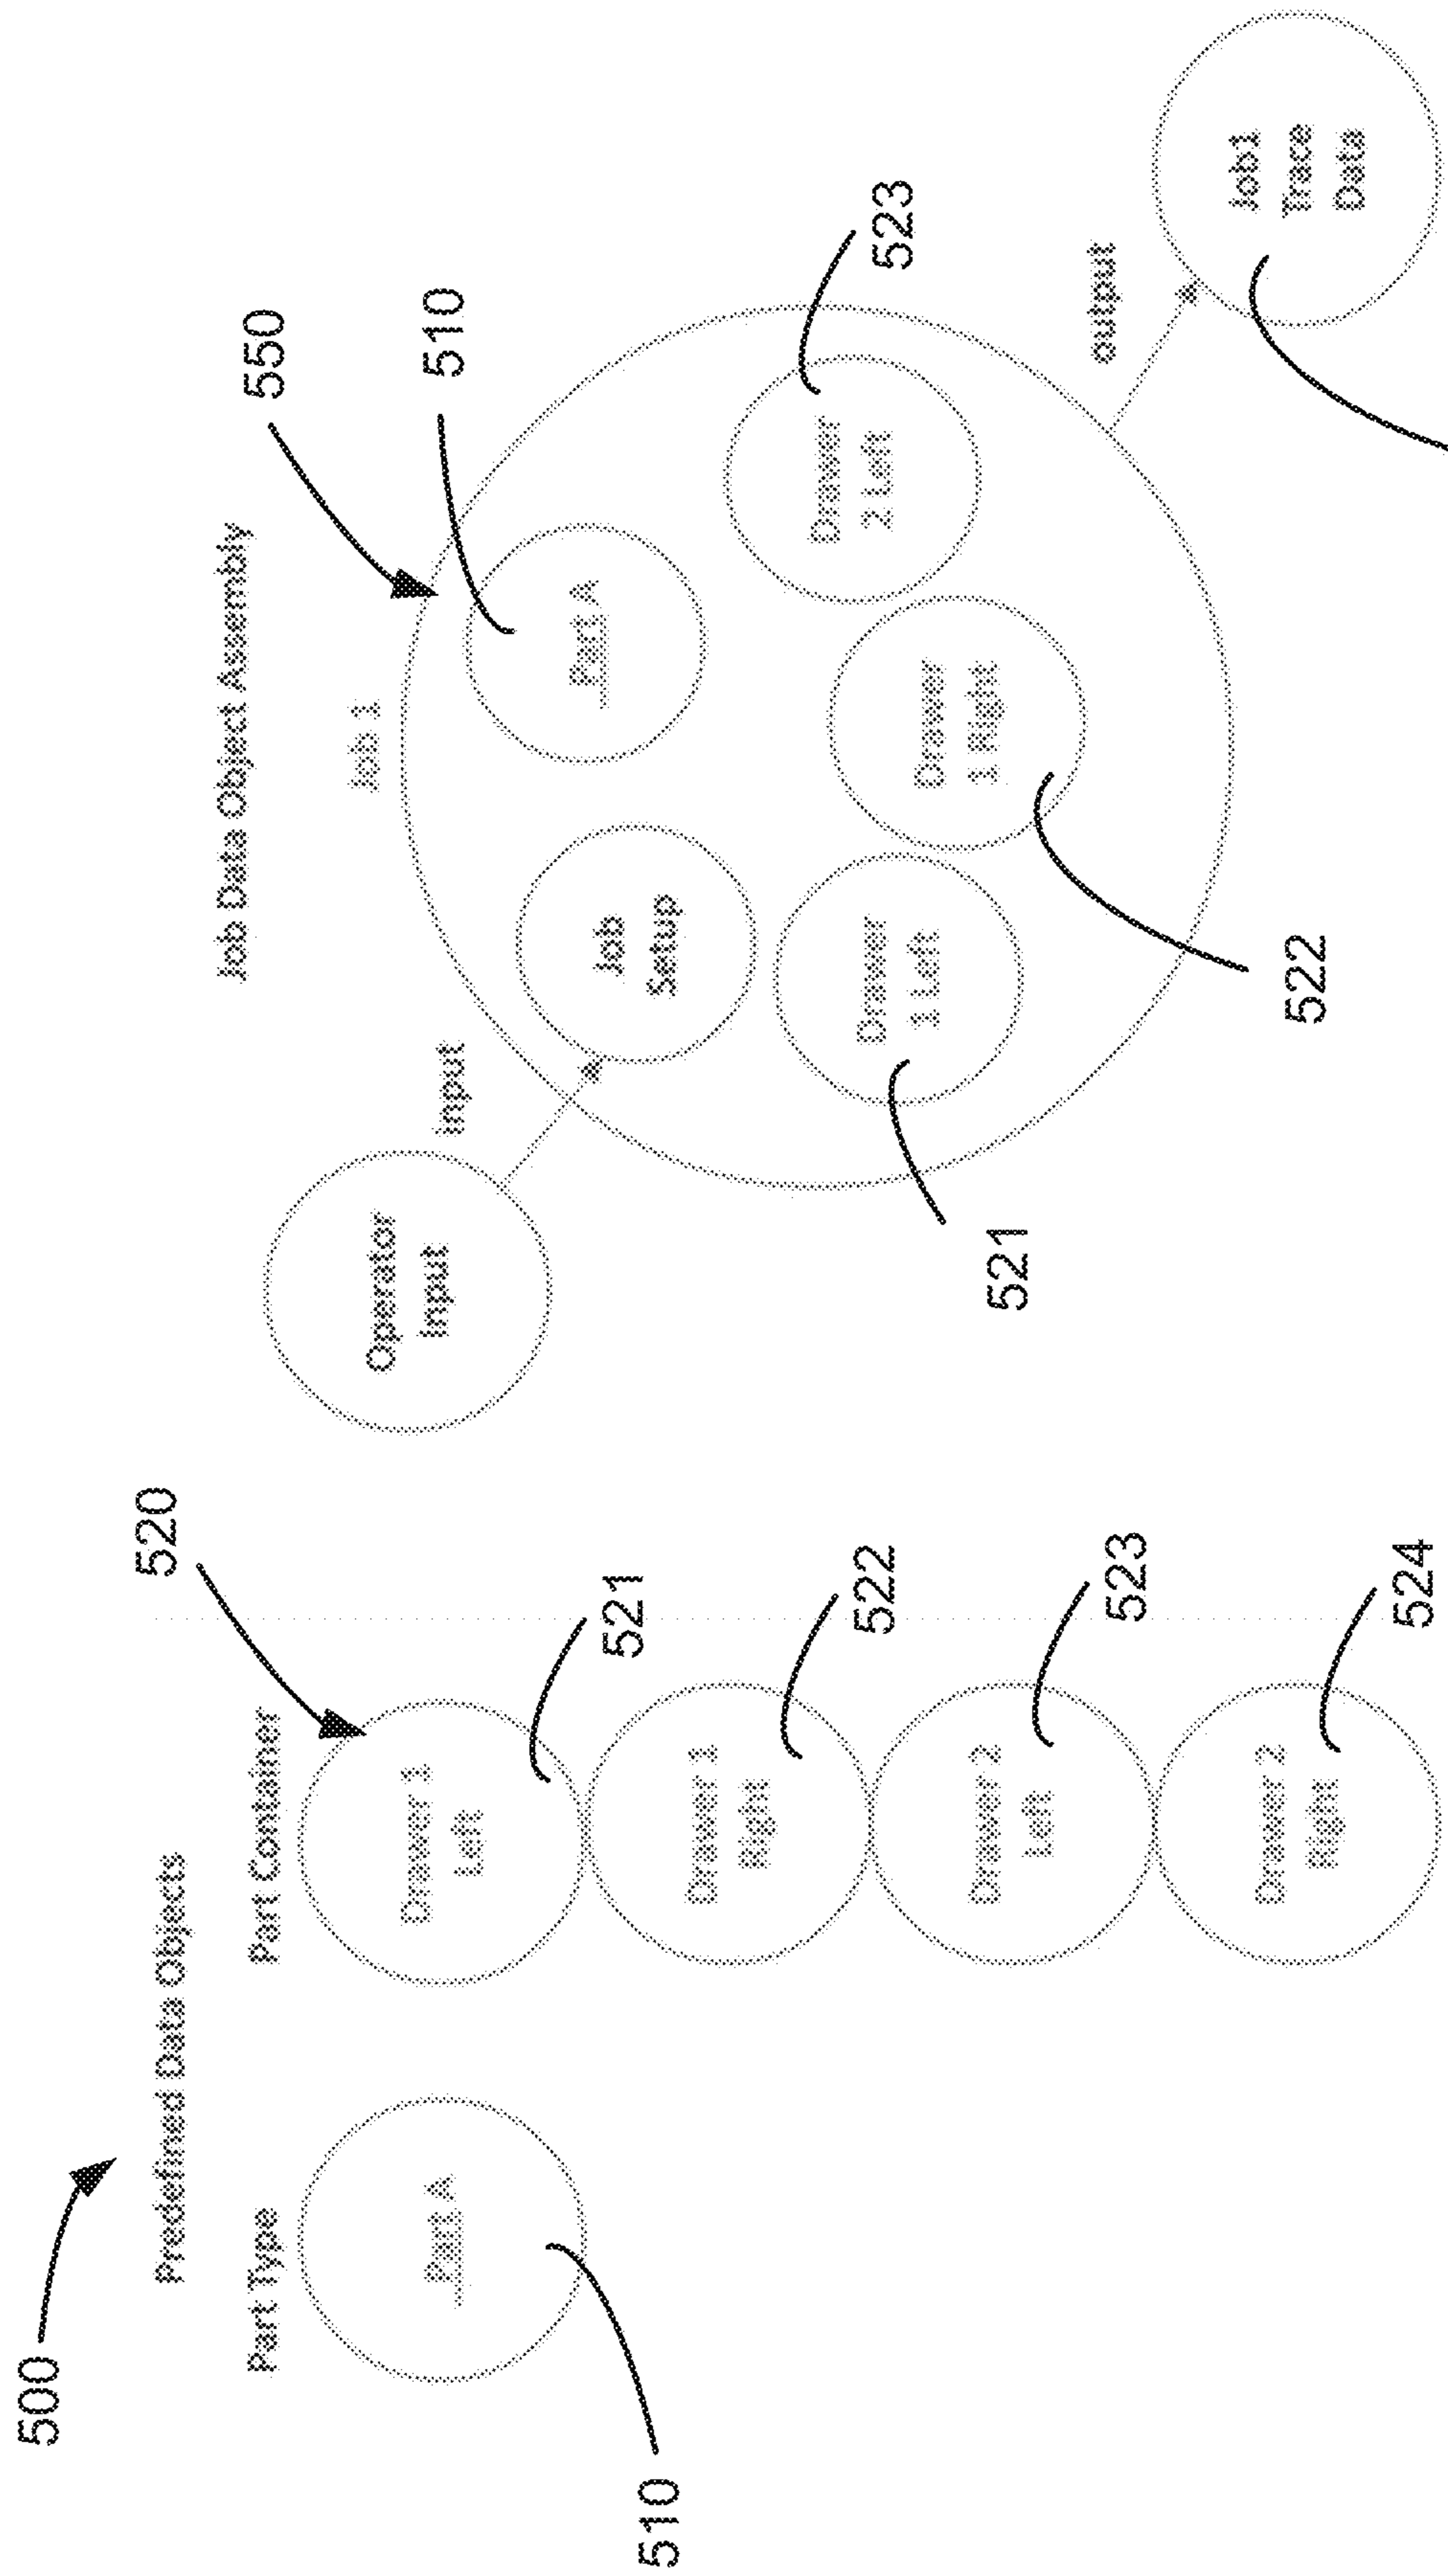 500
Predefined Data Objects
Part Type
Part A
510
Part Container
520
Drawer 1
Left
521
Drawer 1
Right
522
Drawer 2
Left
523
Drawer 2
Right
524
Job Data Object Assembly
Operator
Input
input
Job 1
550
Job
Setup
Part A
510
Drawer
1 Left
521
Drawer
1 Right
522
Drawer
2 Left
523
output
Job1
Trace
Data